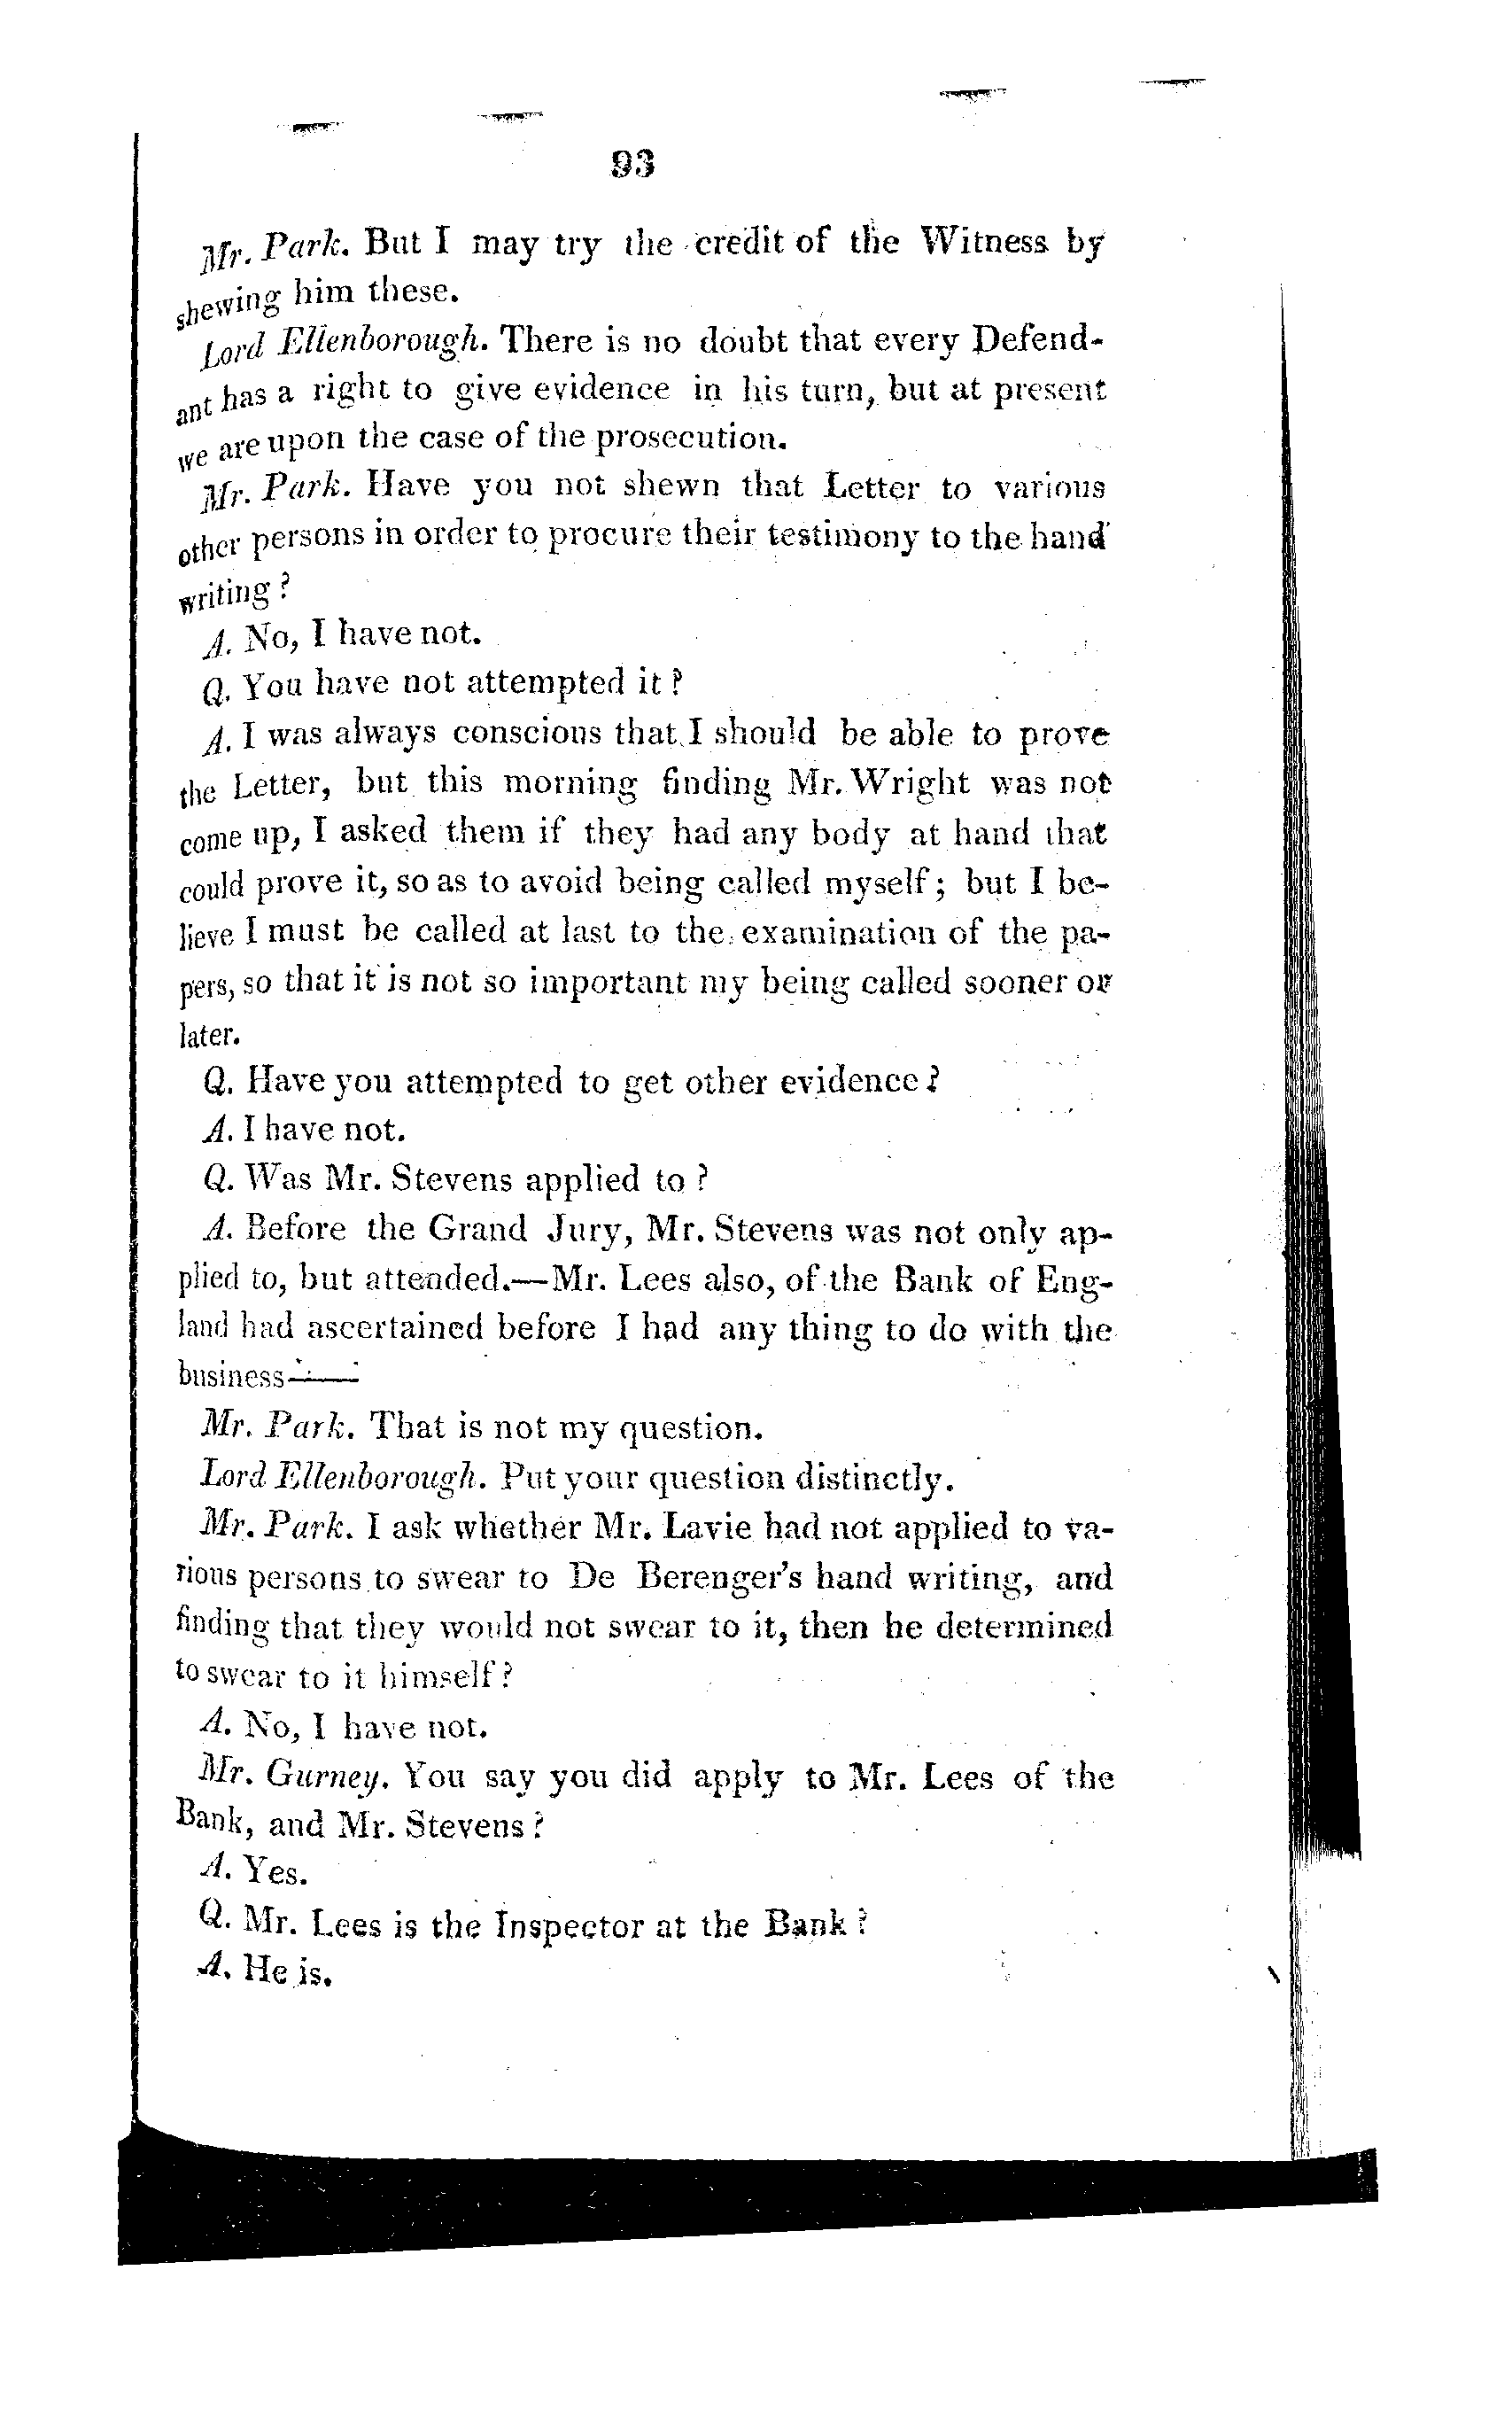 93
Mr. Park. But I may try the credit of the Witness by
shewing him these.
Lord Ellenborough. There is no doubt that every Defend-
ant has a right to give evidence in his turn, but at present
we are upon the case of the prosecution.
Mr. Park. Have you not shewn that Letter to various
other persons in order to procure their testimony to the hand
writing?
A. No, I have not.
Q. You have not attempted it?
A. I was always conscious that I should be able to prove
the Letter, but this morning finding Mr. Wright was not
come up, I asked them if they had any body at hand that
could prove it, so as to avoid being called myself; but I be-
lieve I must be called at last to the examination of the pa-
pers, so that it is not so important my being called sooner or
later.
Q. Have you attempted to get other evidence?
A. I have not.
Q. Was Mr. Stevens applied to?
A. Before the Grand Jury, Mr. Stevens was not only ap-
plied to, but attended.—Mr. Lees also, of the Bank of Eng-
land had ascertained before I had any thing to do with the
business——
Mr. Park. That is not my question.
Lord Ellenborough. Put your question distinctly.
Mr. Park. I ask whether Mr. Lavie had not applied to va-
rious persons to swear to De Berenger's hand writing, and
finding that they would not swear to it, then he determined
to swear to it himself?
A. No, I have not.
Mr. Gurney. You say you did apply to Mr. Lees of the
Bank, and Mr. Stevens?
A. Yes.
Q. Mr. Lees is the Inspector at the Bank?
A. He is.